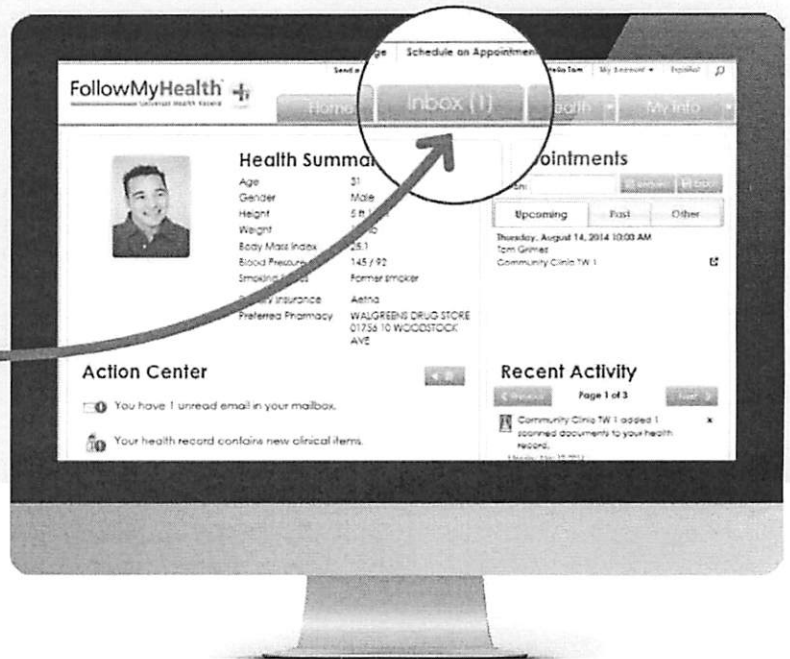 Schedule an Appointment
Hello Tom
My Account
Español
FollowMyHealth
Universal Health Record
Home
Inbox (1)
Health
My Info
Health Summa
Age 31
Gender Male
Height 5 ft
Weight
Body Mass Index 25.1
Blood Pressure 145 / 92
Smoking Former smoker
Insurance Aetna
Preferred Pharmacy WALGREENS DRUG STORE
01756 10 WOODSTOCK
AVE
ointments
Upcoming Past Other
Thursday, August 14, 2014 10:00 AM
Tom Grimes
Community Clinic TW 1
Action Center
You have 1 unread email in your mailbox.
Your health record contains new clinical items.
Recent Activity
Previous Page 1 of 3 Next
Community Clinic TW 1 added 1
scanned documents to your health
record.